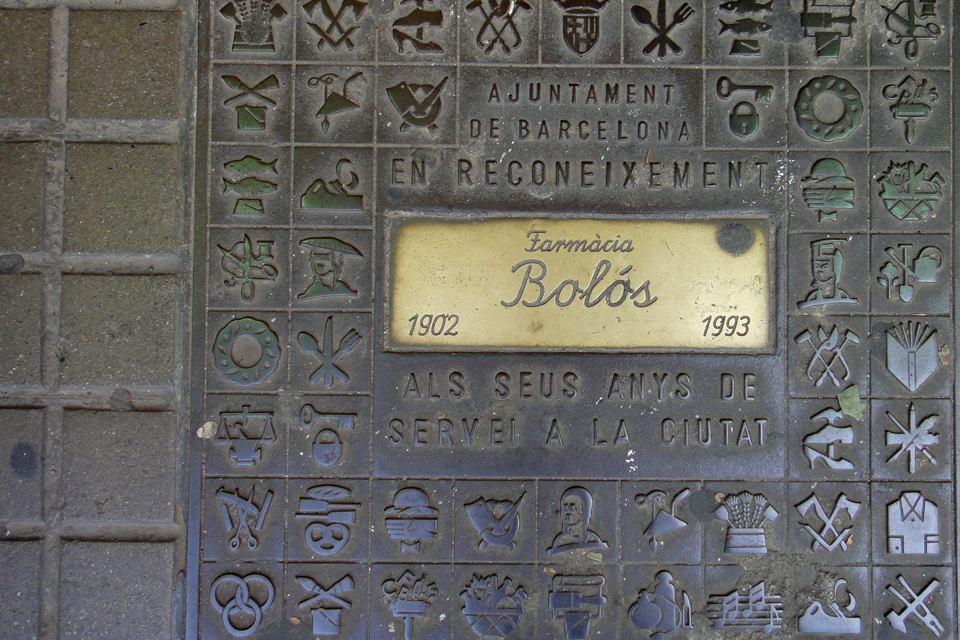 AJUNTAMENT
DE BARCELONA
EN RECONEIXEMENT
Farmàcia
Bolós
1902 1993
ALS SEUS ANYS DE
SERVEI A LA CIUTAT